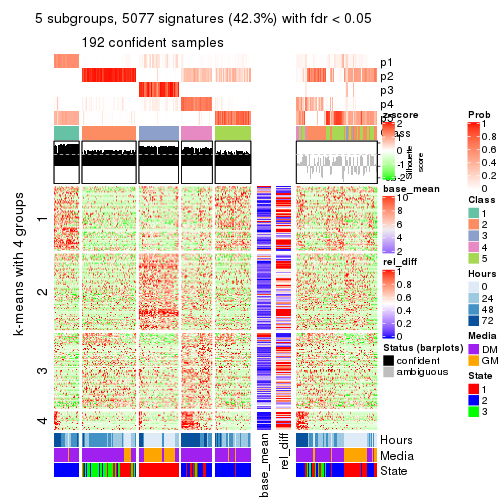 5 subgroups, 5077 signatures (42.3%) with fdr < 0.05
192 confident samples
p1
p2
p3
p4
z-score
2
1
0
-1
-2
Silhouette
score
k-means with 4 groups
1
2
3
4
base_mean
10
8
6
4
2
rel_diff
1
0.8
0.6
0.4
0.2
0
Status (barplots)
confident
ambiguous
Prob
1
0.8
0.6
0.4
0.2
0
Class
1
2
3
4
5
Hours
0
24
48
72
Media
DM
GM
State
1
2
3
Hours
Media
State
base_mean
rel_diff